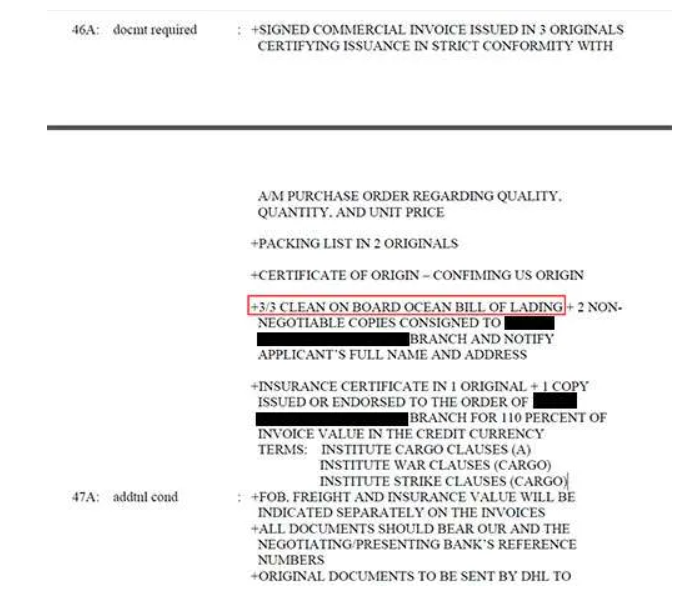 46A: docmt required : +SIGNED COMMERCIAL INVOICE ISSUED IN 3 ORIGINALS
CERTIFYING ISSUANCE IN STRICT CONFORMITY WITH
A/M PURCHASE ORDER REGARDING QUALITY,
QUANTITY, AND UNIT PRICE
+PACKING LIST IN 2 ORIGINALS
+CERTIFICATE OF ORIGIN – CONFIMING US ORIGIN
+3/3 CLEAN ON BOARD OCEAN BILL OF LADING + 2 NON-
NEGOTIABLE COPIES CONSIGNED TO
BRANCH AND NOTIFY
APPLICANT'S FULL NAME AND ADDRESS
+INSURANCE CERTIFICATE IN 1 ORIGINAL + 1 COPY
ISSUED OR ENDORSED TO THE ORDER OF
BRANCH FOR 110 PERCENT OF
INVOICE VALUE IN THE CREDIT CURRENCY
TERMS: INSTITUTE CARGO CLAUSES (A)
INSTITUTE WAR CLAUSES (CARGO)
INSTITUTE STRIKE CLAUSES (CARGO)
47A: addtnl cond : +FOB, FREIGHT AND INSURANCE VALUE WILL BE
INDICATED SEPARATELY ON THE INVOICES
+ALL DOCUMENTS SHOULD BEAR OUR AND THE
NEGOTIATING/PRESENTING BANK'S REFERENCE
NUMBERS
+ORIGINAL DOCUMENTS TO BE SENT BY DHL TO